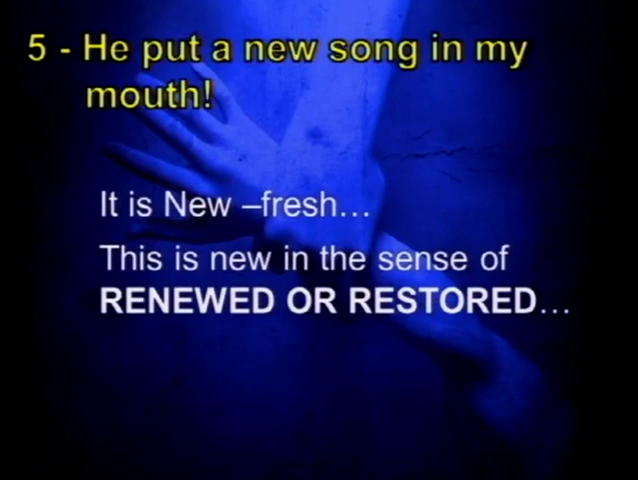 5 - He put a new song in my
mouth!
It is New –fresh…
This is new in the sense of
RENEWED OR RESTORED…